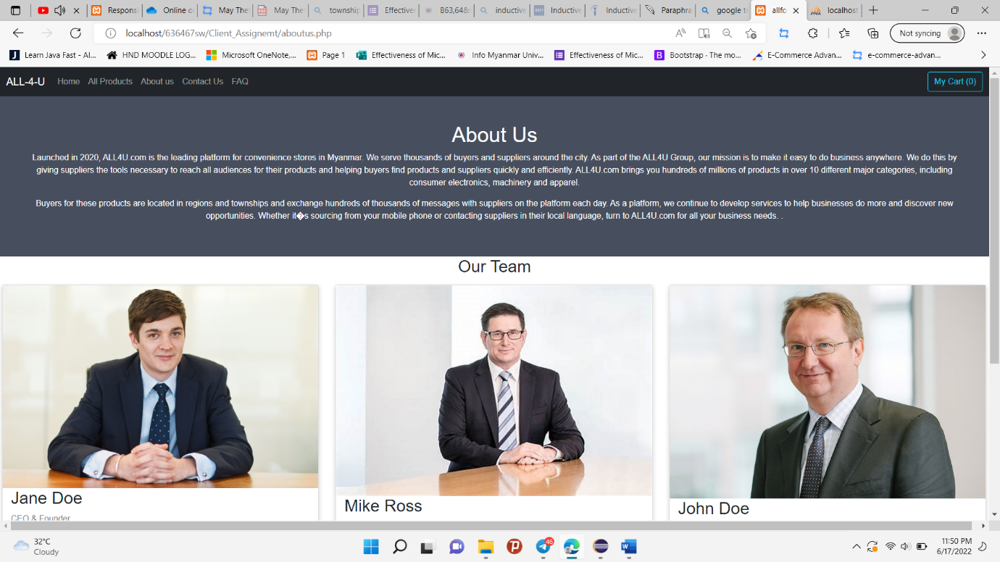 Responsi
Online o
May The
May The
township
Effective
B63,64&
inductive
Inductive
Inductive
Paraphra
google t
allfo
localhost
localhost/636467sw/Client_Assignemt/aboutus.php
Not syncing
Learn Java Fast - Al...
HND MOODLE LOG...
Microsoft OneNote,...
Page 1
Effectiveness of Mic...
Info Myanmar Univ...
Effectiveness of Mic...
Bootstrap · The mo...
E-Commerce Advan...
e-commerce-advan...
ALL-4-U Home All Products About us Contact Us FAQ
My Cart (0)
About Us
Launched in 2020, ALL4U.com is the leading platform for convenience stores in Myanmar. We serve thousands of buyers and suppliers around the city. As part of the ALL4U Group, our mission is to make it easy to do business anywhere. We do this by
giving suppliers the tools necessary to reach all audiences for their products and helping buyers find products and suppliers quickly and efficiently. ALL4U.com brings you hundreds of millions of products in over 10 different major categories, including
consumer electronics, machinery and apparel.
Buyers for these products are located in regions and townships and exchange hundreds of thousands of messages with suppliers on the platform each day. As a platform, we continue to develop services to help businesses do more and discover new
opportunities. Whether it�s sourcing from your mobile phone or contacting suppliers in their local language, turn to ALL4U.com for all your business needs. .
Our Team
Jane Doe
CEO & Founder
Mike Ross
John Doe
32°C
Cloudy
46
11:50 PM
6/17/2022